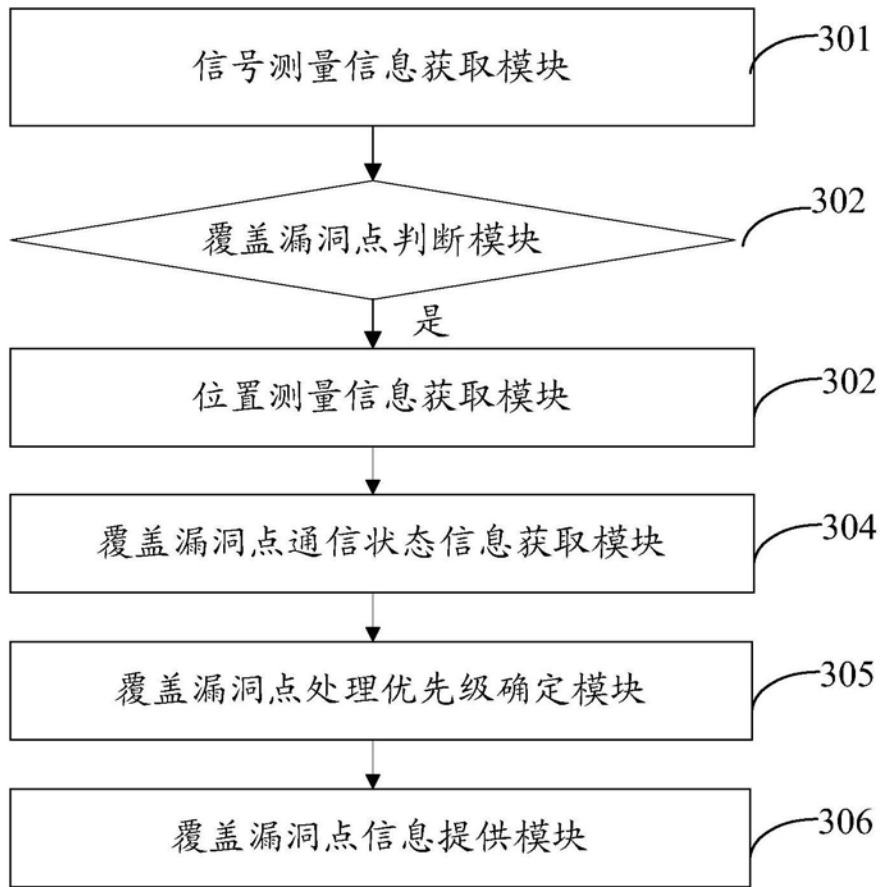 信号测量信息获取模块
301
覆盖漏洞点判断模块
302
是
位置测量信息获取模块
302
覆盖漏洞点通信状态信息获取模块
304
覆盖漏洞点处理优先级确定模块
305
覆盖漏洞点信息提供模块
306